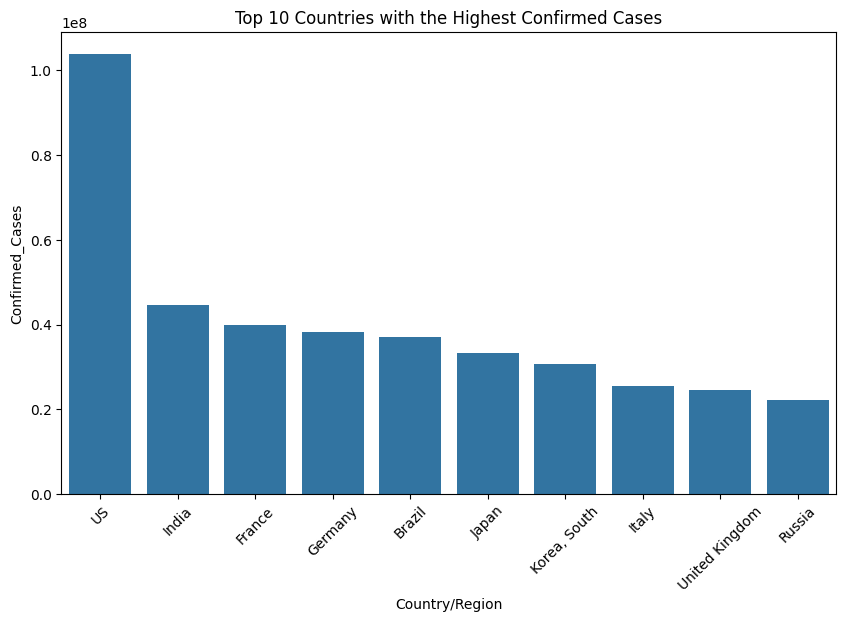 Top 10 Countries with the Highest Confirmed Cases
1e8
1.0
0.8
0.6
0.4
0.2
0.0
Confirmed_Cases
US
India
France
Germany
Brazil
Japan
Korea, South
Italy
United Kingdom
Russia
Country/Region